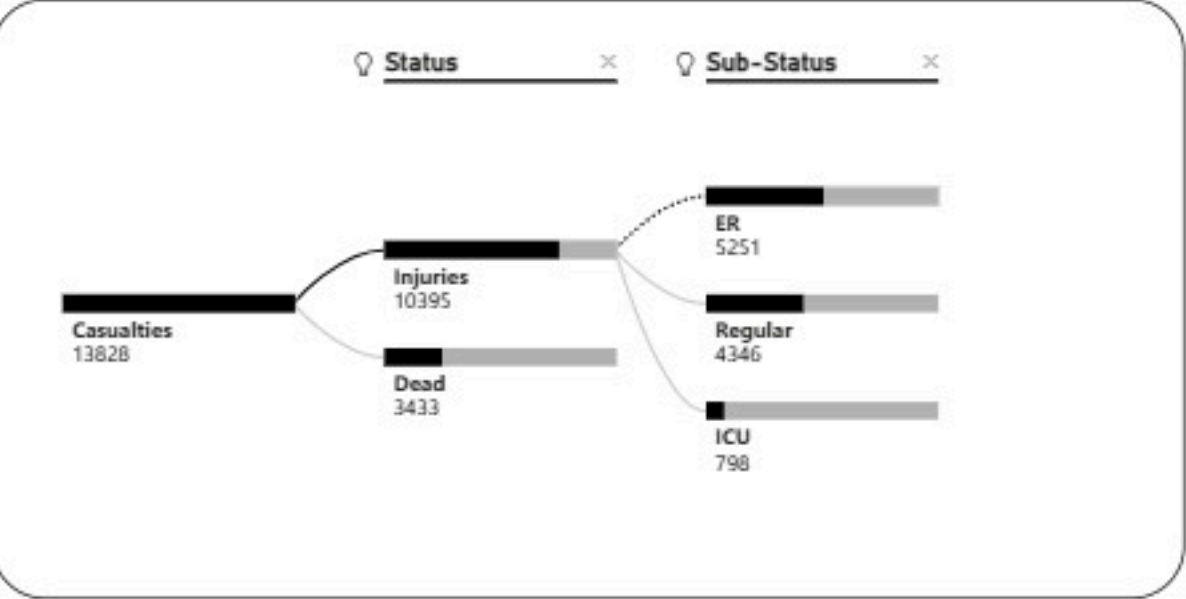 Status
Sub-Status
Casualties
13828
Injuries
10395
Dead
3433
ER
5251
Regular
4346
ICU
798